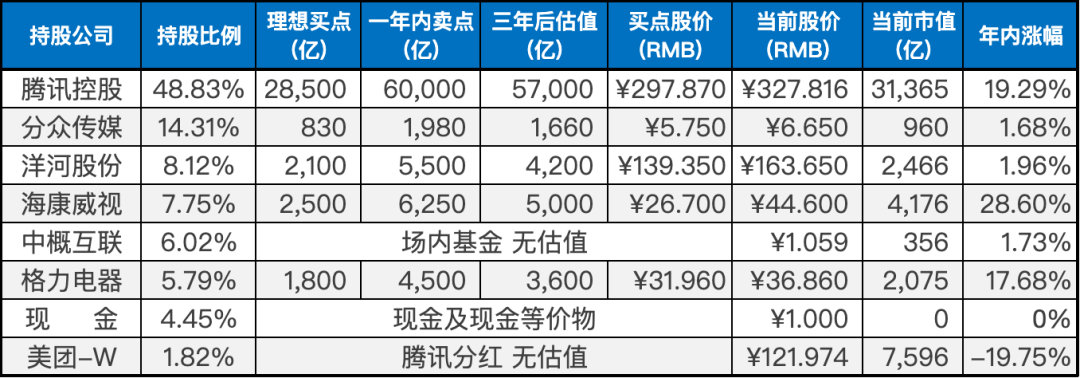 持股公司 持股比例 理想买点(亿) 一年内卖点(亿) 三年后估值(亿) 买点股价(RMB) 当前股价(RMB) 当前市值(亿) 年内涨幅
腾讯控股 48.83% 28,500 60,000 57,000 ¥297.870 ¥327.816 31,365 19.29%
分众传媒 14.31% 830 1,980 1,660 ¥5.750 ¥6.650 960 1.68%
洋河股份 8.12% 2,100 5,500 4,200 ¥139.350 ¥163.650 2,466 1.96%
海康威视 7.75% 2,500 6,250 5,000 ¥26.700 ¥44.600 4,176 28.60%
中概互联 6.02% 场内基金 无估值 ¥1.059 356 1.73%
格力电器 5.79% 1,800 4,500 3,600 ¥31.960 ¥36.860 2,075 17.68%
现 金 4.45% 现金及现金等价物 ¥1.000 0 0%
美团-W 1.82% 腾讯分红 无估值 ¥121.974 7,596 -19.75%